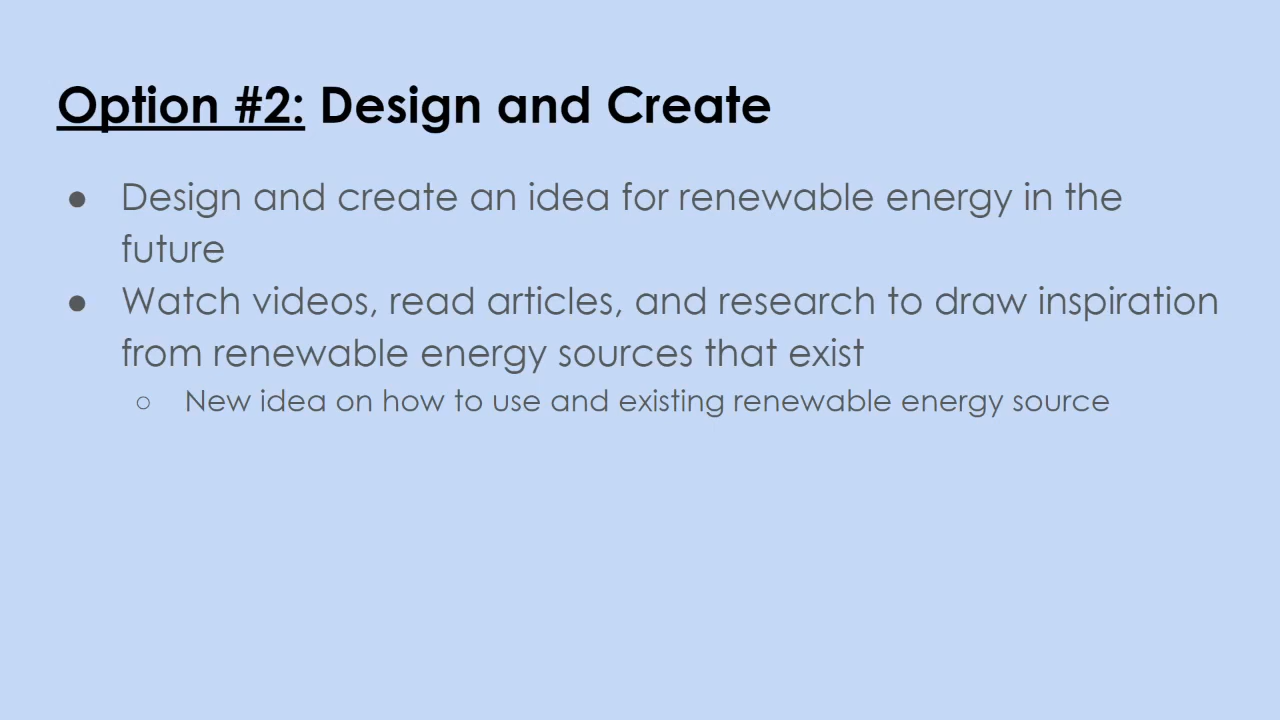 Option #2: Design and Create
● Design and create an idea for renewable energy in the
future
● Watch videos, read articles, and research to draw inspiration
from renewable energy sources that exist
○ New idea on how to use and existing renewable energy source